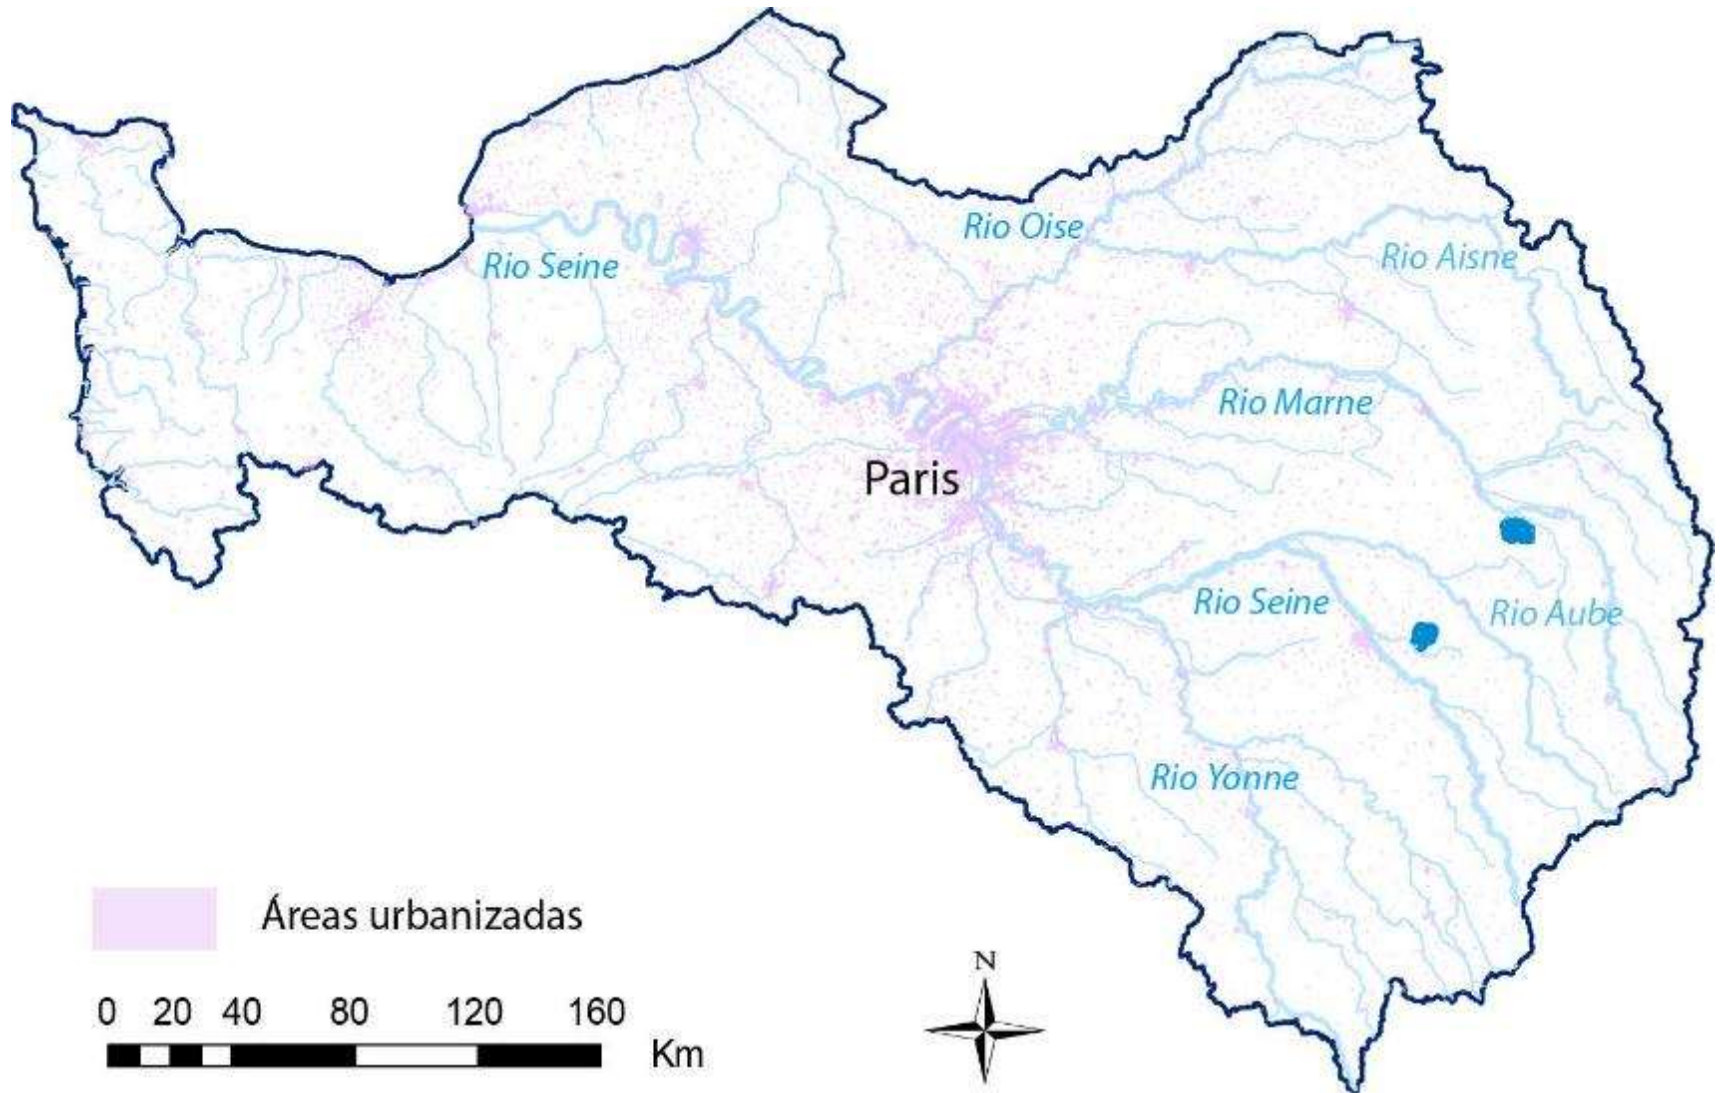 Rio Oise
Rio Seine
Rio Aisne
Rio Marne
Paris
Rio Seine
Rio Aube
Rio Yonne
Áreas urbanizadas
N
0 20 40 80 120 160
Km